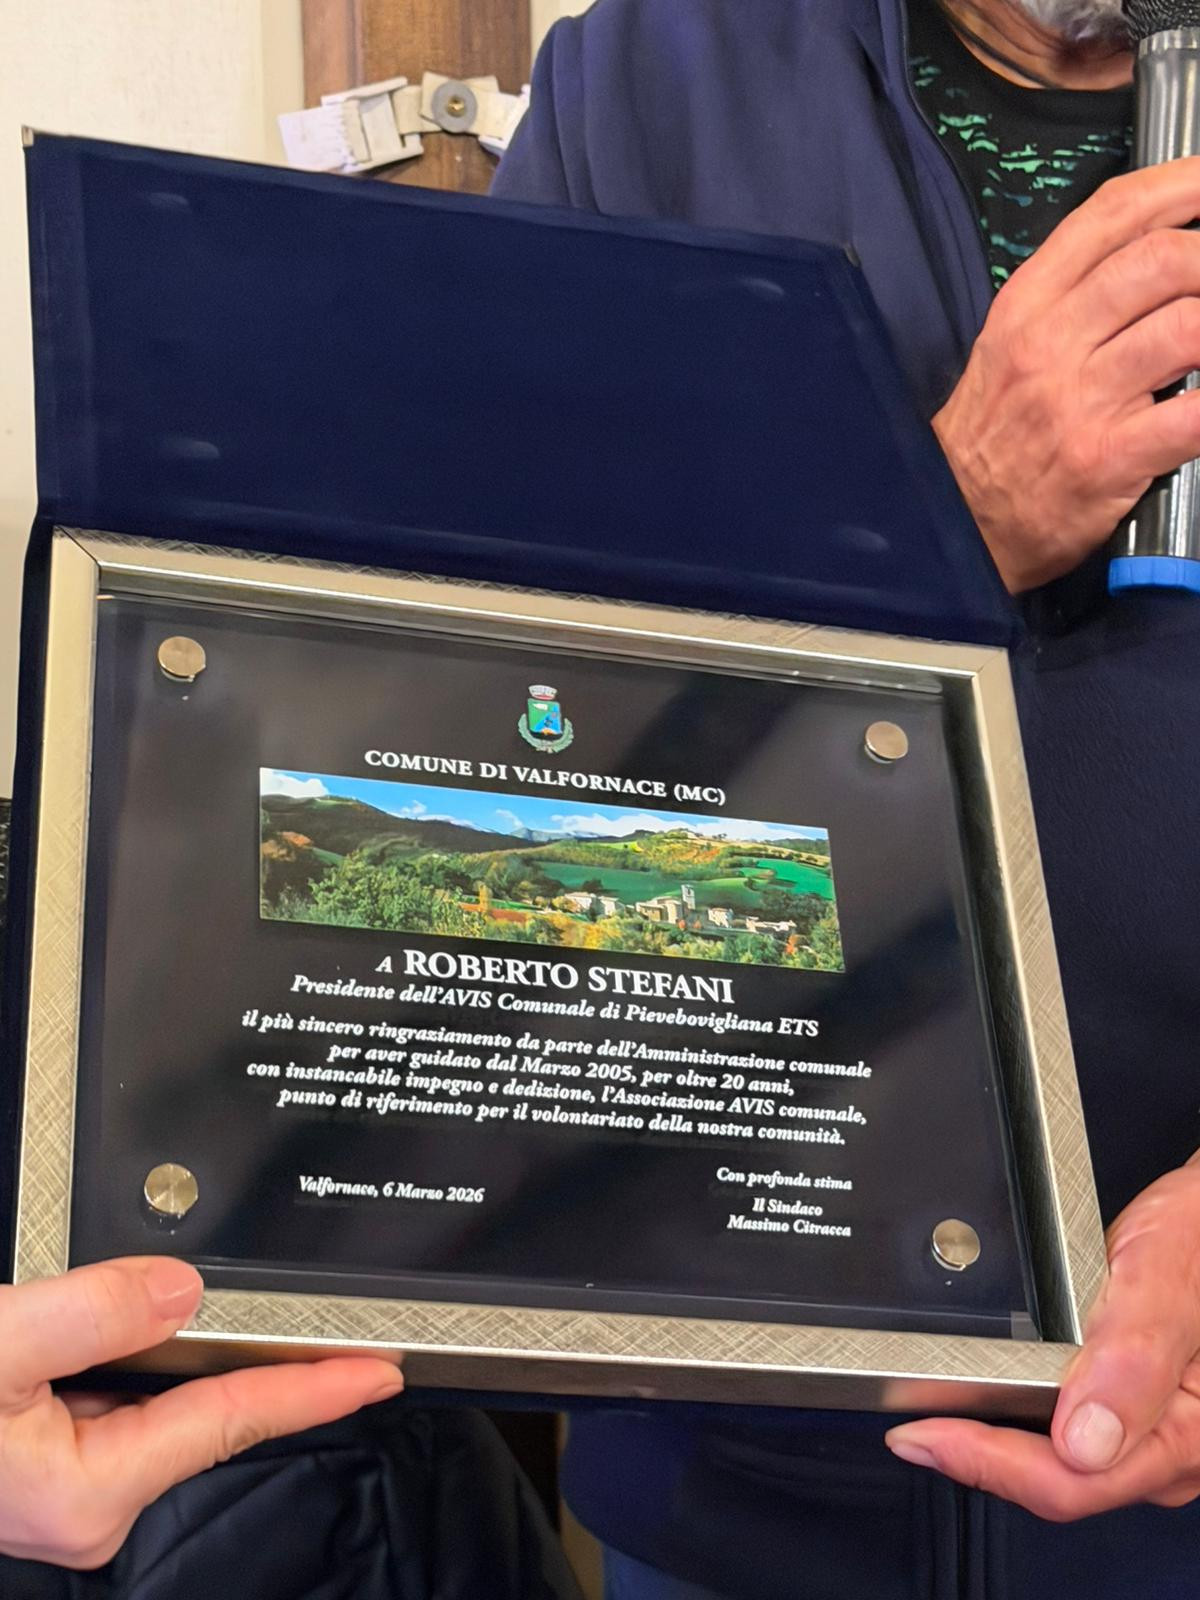 COMUNE DI VALFORNACE (MC)
A ROBERTO STEFANI
Presidente dell'AVIS Comunale di Pievebovigliana ETS
il più sincero ringraziamento da parte dell'Amministrazione comunale
per aver guidato dal Marzo 2005, per oltre 20 anni,
con instancabile impegno e dedizione, l'Associazione AVIS comunale,
punto di riferimento per il volontariato della nostra comunità.
Valfornace, 6 Marzo 2026
Con profonda stima
Il Sindaco
Massimo Citracca